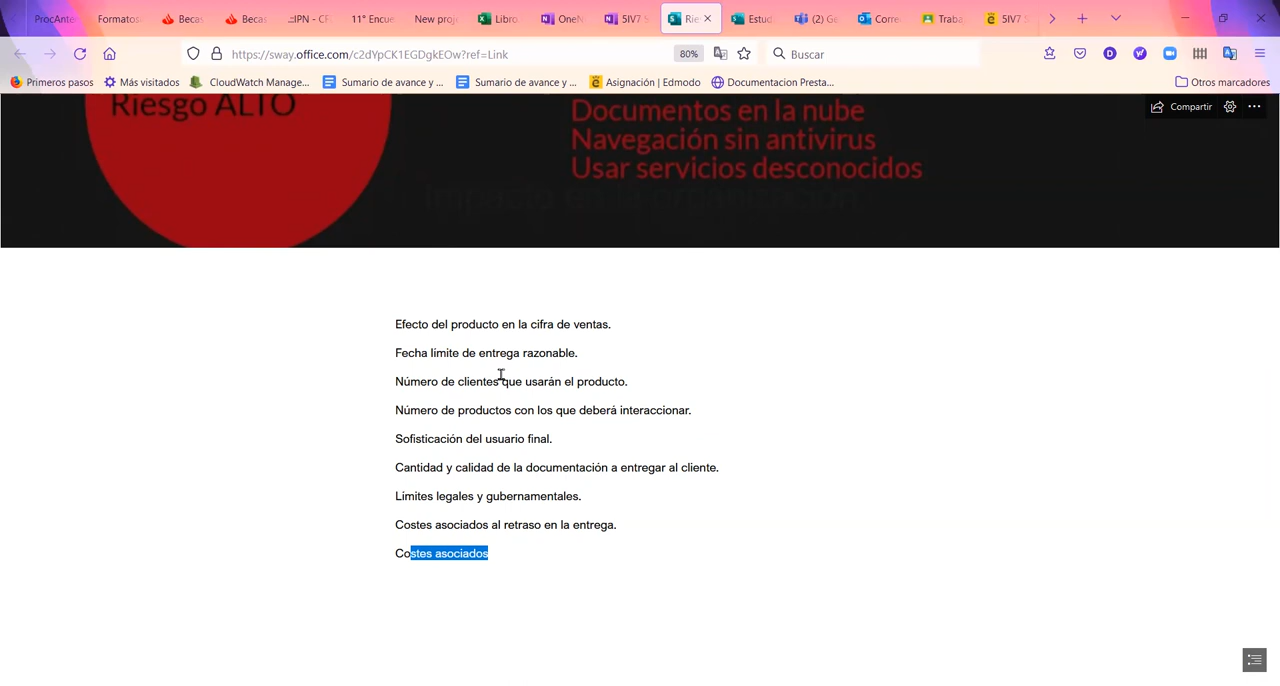 ProcAnte
Formatos
Becas
Becas
IPN - CF
11° Encue
New proj
Libro
OneN
5IV7 S
Rie
Estud
(2) Ge
Corre
Traba
5IV7 S
https://sway.office.com/c2dYpCK1EGDgkEOw?ref=Link
80%
Buscar
Primeros pasos
Más visitados
CloudWatch Manage...
Sumario de avance y ...
Sumario de avance y ...
Asignación | Edmodo
Documentacion Presta...
Otros marcadores
Compartir
Riesgo ALTO
Documentos en la nube
Navegación sin antivirus
Usar servicios desconocidos
Efecto del producto en la cifra de ventas.
Fecha límite de entrega razonable.
Número de clientes que usarán el producto.
Número de productos con los que deberá interaccionar.
Sofisticación del usuario final.
Cantidad y calidad de la documentación a entregar al cliente.
Limites legales y gubernamentales.
Costes asociados al retraso en la entrega.
Costes asociados